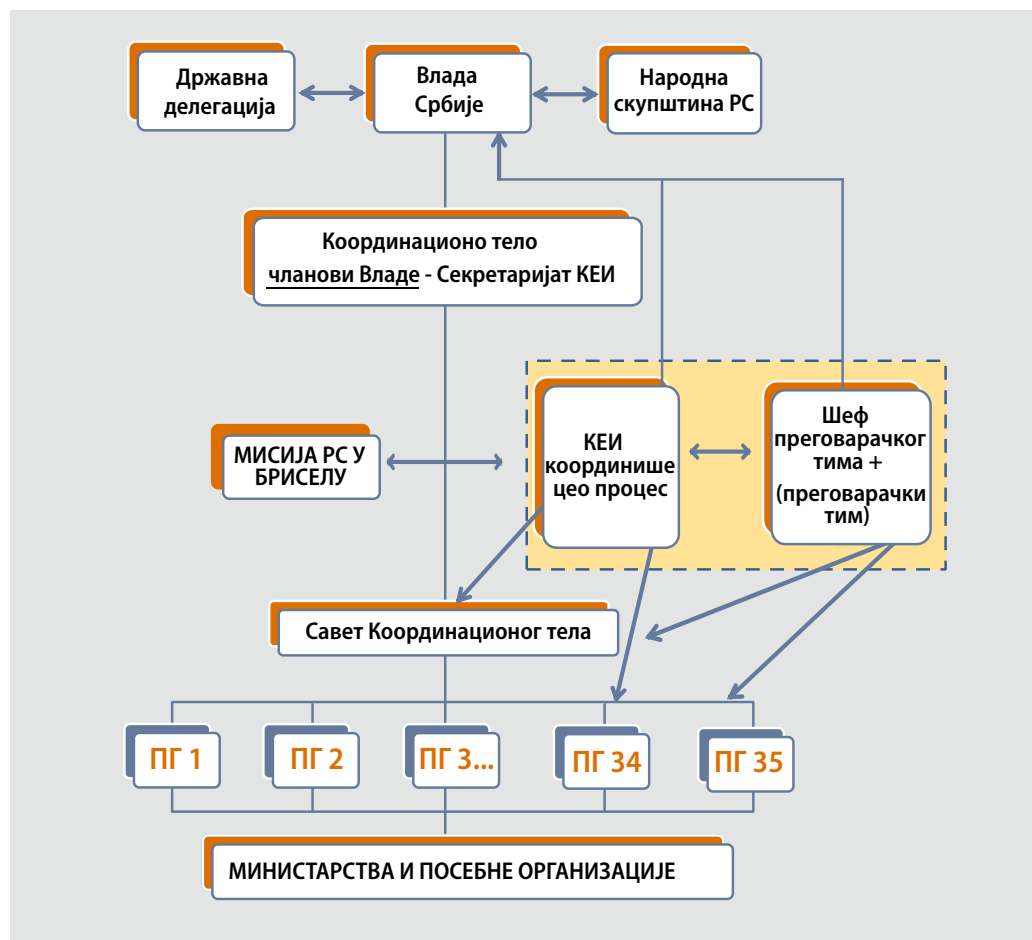 Државна
делегација
Влада
Србије
Народна
скупштина РС
Координационо тело
чланови Владе - Секретаријат КЕИ
МИСИЈА РС У
БРИСЕЛУ
КЕИ
координише
цео процес
Шеф
преговарачког
тима +
(преговарачки
тим)
Савет Координационог тела
ПГ 1
ПГ 2
ПГ 3...
ПГ 34
ПГ 35
МИНИСТАРСТВА И ПОСЕБНЕ ОРГАНИЗАЦИЈЕ